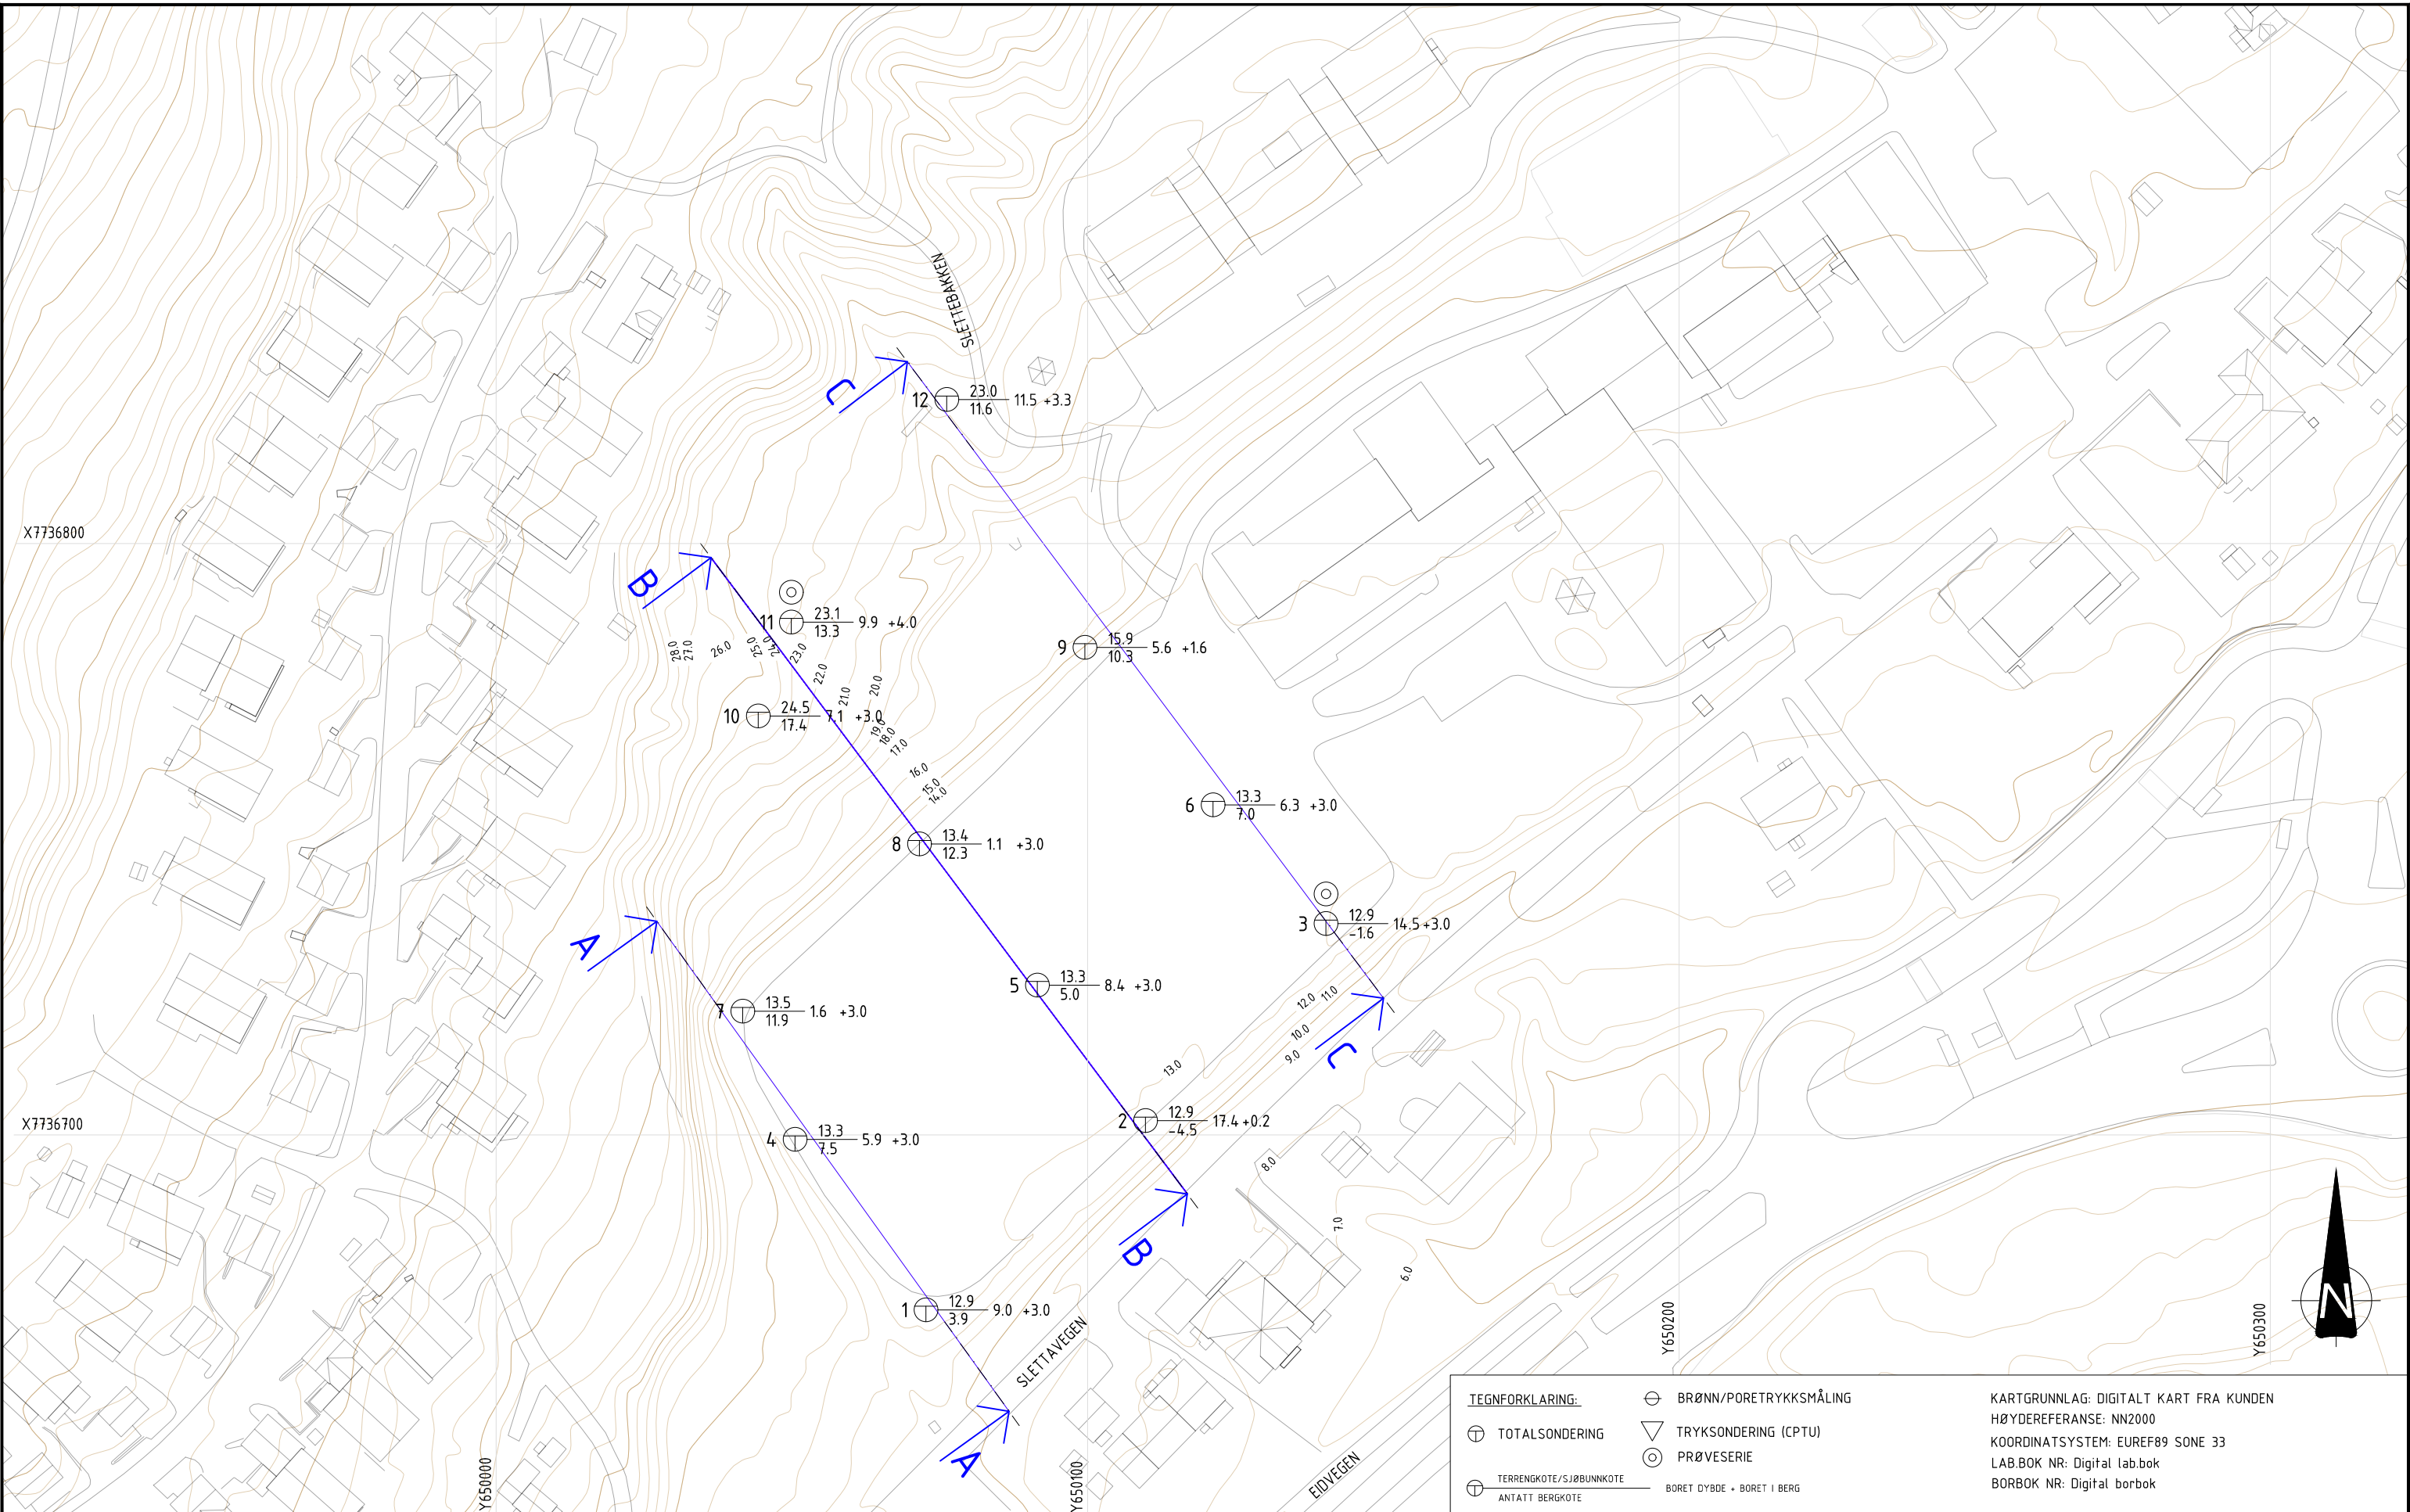 SLETTEBAKKEN
C
12 23.0 11.5 +3.3
11.6
X7736800
B
11 23.1 9.9 +4.0
13.3
28.0
27.0
26.0
25.0
24.0
23.0
22.0
21.0
20.0
19.0
18.0
17.0
16.0
15.0
14.0
9 15.9 5.6 +1.6
10.3
10 24.5 7.1 +3.0
17.4
6 13.3 6.3 +3.0
7.0
8 13.4 1.1 +3.0
12.3
A
3 12.9 14.5 +3.0
-1.6
5 13.3 8.4 +3.0
5.0
7 13.5 1.6 +3.0
11.9
12.0
11.0
10.0
9.0
C
13.0
X7736700
2 12.9 17.4 +0.2
-4.5
4 13.3 5.9 +3.0
7.5
8.0
7.0
6.0
B
1 12.9 9.0 +3.0
3.9
SLETTAVEGEN
A
EIDVEGEN
Y650000
Y650100
Y650200
Y650300
N
TEGNFORKLARING:
TOTALSONDERING
BRØNN/PORETRYKKSMÅLING
TRYKSONDERING (CPTU)
PRØVESERIE
TERRENGKOTE/SJØBUNNKOTE
ANTATT BERGKOTE
BORET DYBDE + BORET I BERG
KARTGRUNNLAG: DIGITALT KART FRA KUNDEN
HØYDEREFERANSE: NN2000
KOORDINATSYSTEM: EUREF89 SONE 33
LAB.BOK NR: Digital lab.bok
BORBOK NR: Digital borbok